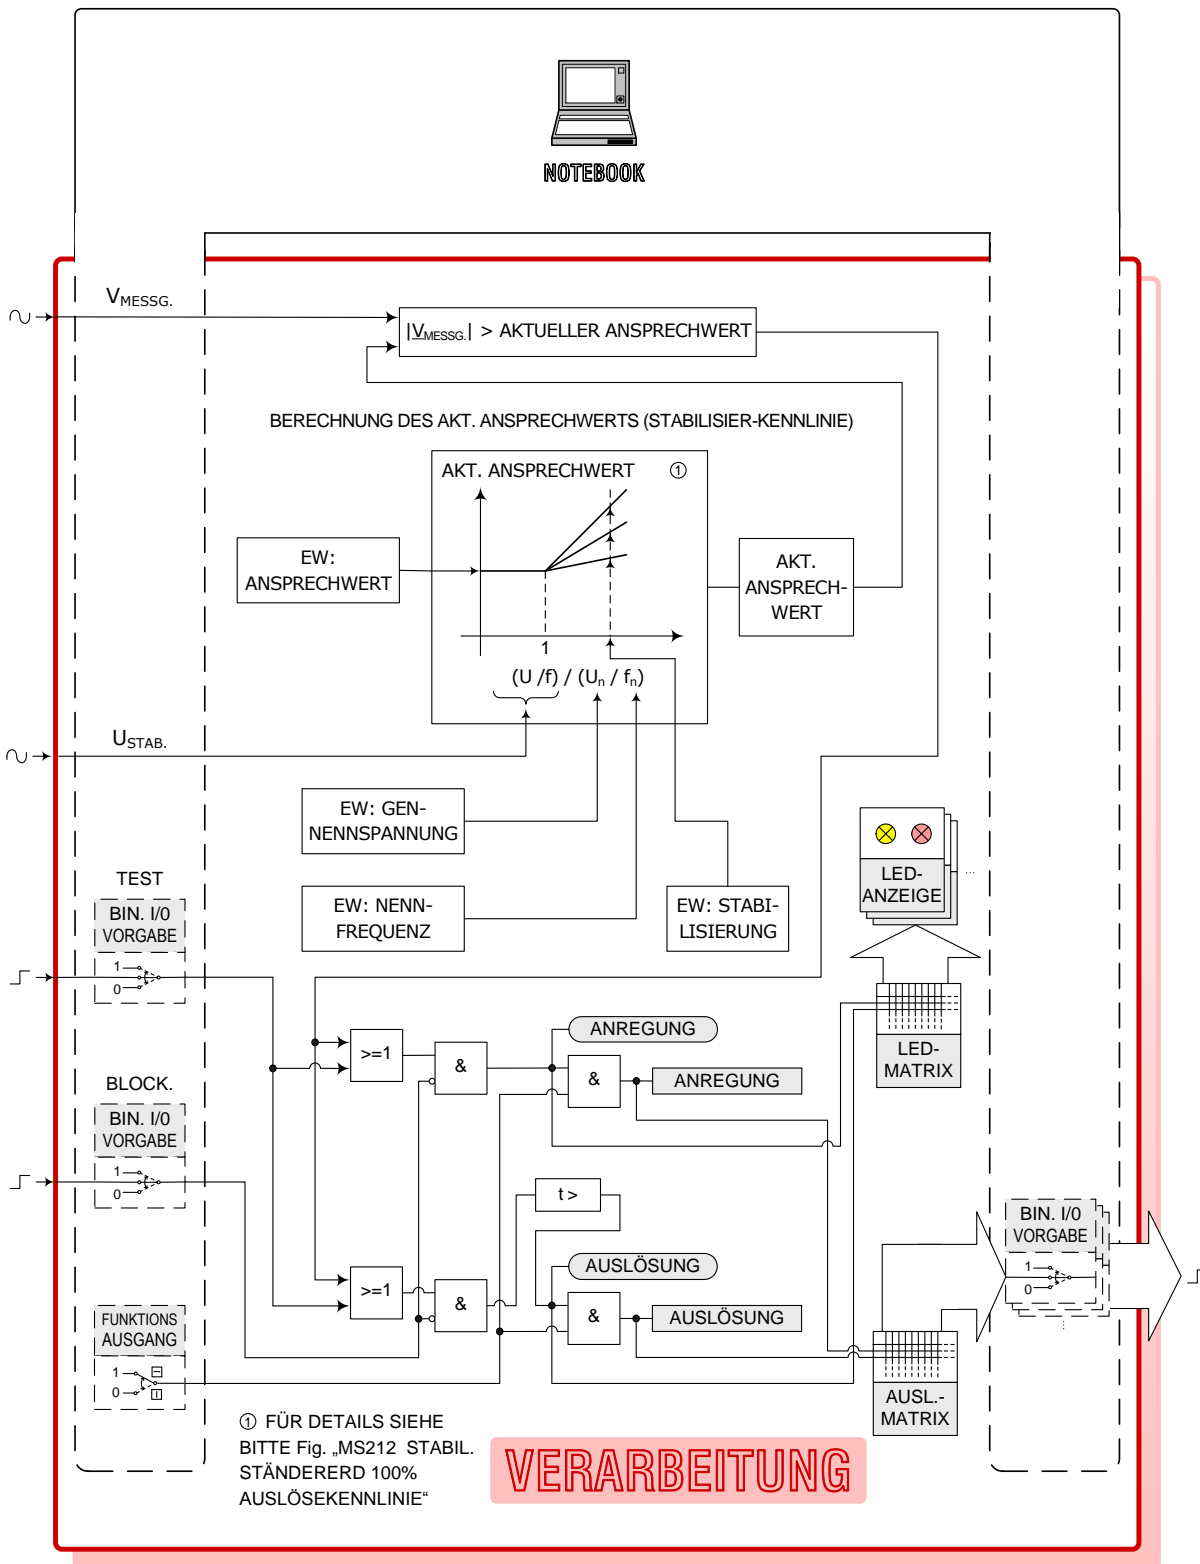 NOTEBOOK
V MESSG.
|V MESSG.| > AKTUELLER ANSPRECHWERT
BERECHNUNG DES AKT. ANSPRECHWERTS (STABILISIER-KENNLINIE)
AKT. ANSPRECHWERT ①
EW:
ANSPRECHWERT
AKT.
ANSPRECH-
WERT
1
(U /f) / (Un / fn)
U STAB.
EW: GEN-
NENNSPANNUNG
EW: NENN-
FREQUENZ
EW: STABI-
LISIERUNG
LED-
ANZEIGE
...
TEST
BIN. I/0
VORGABE
1
0
>=1
&
ANREGUNG
&
ANREGUNG
LED-
MATRIX
BLOCK.
BIN. I/0
VORGABE
1
0
t >
BIN. I/0
VORGABE
1
0
...
>=1
&
AUSLÖSUNG
&
AUSLÖSUNG
FUNKTIONS
AUSGANG
1
0
AUSL.-
MATRIX
① FÜR DETAILS SIEHE
BITTE Fig. „MS212 STABIL.
STÄNDERERD 100%
AUSLÖSEKENNLINIE“
VERARBEITUNG